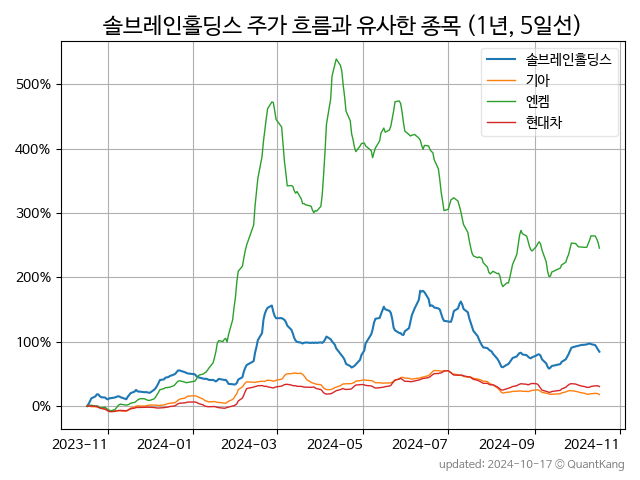 솔브레인홀딩스 주가 흐름과 유사한 종목 (1년, 5일선)
솔브레인홀딩스
기아
엔켐
현대차
500%
400%
300%
200%
100%
0%
2023-11 2024-01 2024-03 2024-05 2024-07 2024-09 2024-11
updated: 2024-10-17 © QuantKang